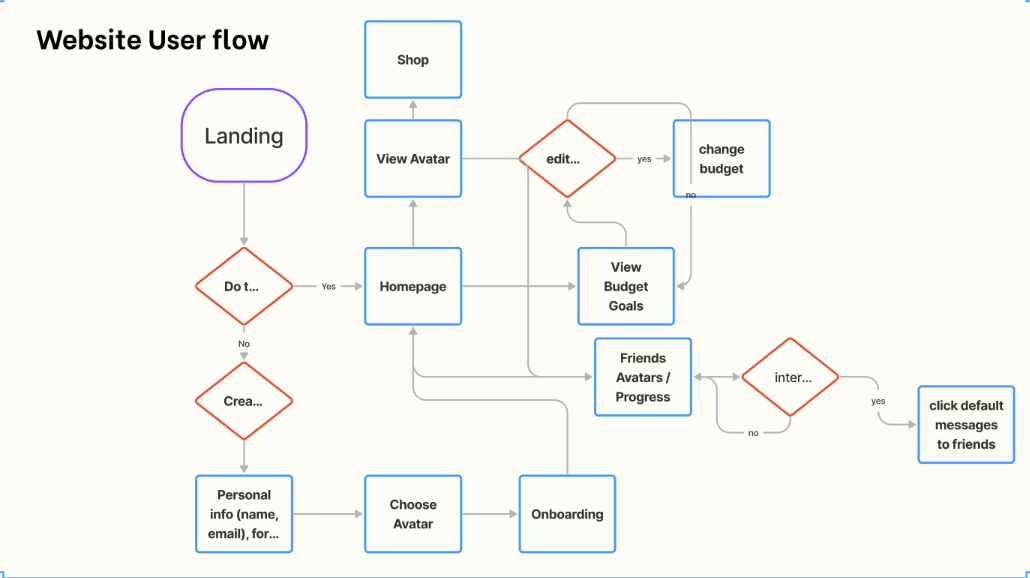 Website User flow
Shop
Landing
View Avatar
edit...
yes
change
budget
no
Do t...
Yes
Homepage
View
Budget
Goals
No
Friends
Avatars /
Progress
inter...
yes
Crea...
click default
messages
to friends
no
Personal
info (name,
email), for...
Choose
Avatar
Onboarding